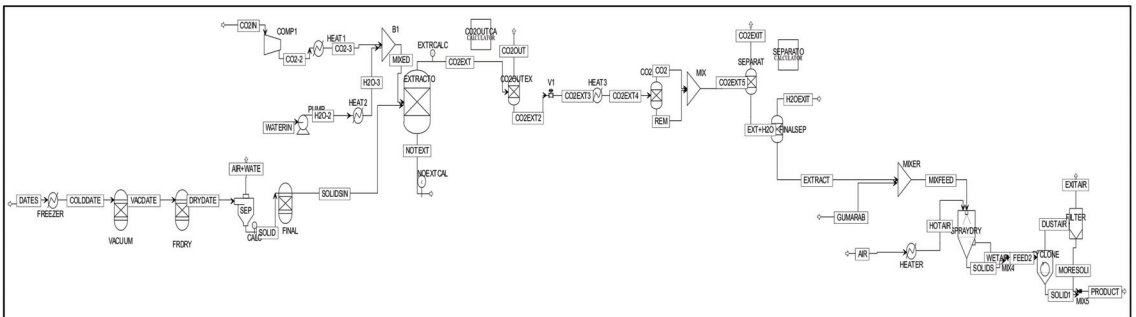 CO2IN
COMP1
CO2-2
HEAT1
CO2-3
B1
MIXED
H2O-3
WATERIN
PUMP
H2O-2
HEAT2
EXTRCALC
EXTRACTO
CO2EXT
NOTEXT
NOEXTCAL
CO2OUTCA
CALCULATOR
CO2OUT
CO2OUTEX
CO2EXT2
V1
CO2EXT3
HEAT3
CO2EXT4
CO2
CO2
REM
MIX
CO2EXT5
CO2EXIT
SEPARAT
SEPARATO
CALCULATOR
H2OEXIT
EXT+H2O
FINALSEP
AIR+WATE
DATES
FREEZER
COLDDATE
VACUUM
VACDATE
FRDRY
DRYDATE
SEP
CALC
SOLID
FINAL
SOLIDSIN
EXTRACT
GUMARAB
MIXER
MIXFEED
AIR
HEATER
HOTAIR
SPRAYDRY
SOLIDS
WETAIR
MIX4
FEED2
CYCLONE
DUSTAIR
EXITAIR
FILTER
MORESOLI
SOLID1
MIX5
PRODUCT